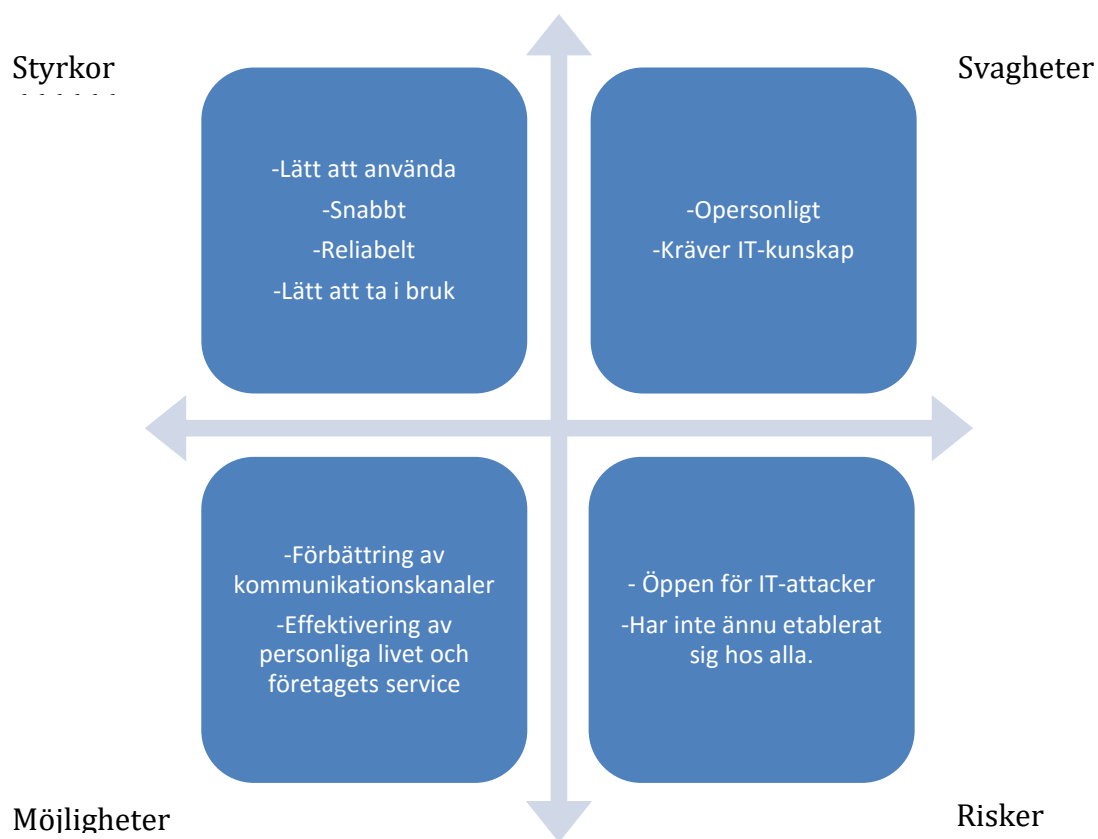 Styrkor
Svagheter
-Lätt att använda
-Snabbt
-Reliabelt
-Lätt att ta i bruk
-Opersonligt
-Kräver IT-kunskap
-Förbättring av
kommunikationskanaler
-Effektivering av
personliga livet och
företagets service
- Öppen för IT-attacker
-Har inte ännu etablerat
sig hos alla.
Möjligheter
Risker